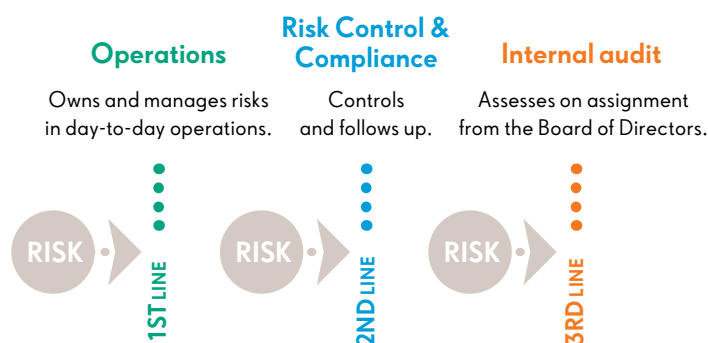 Operations
Owns and manages risks
in day-to-day operations.
Risk Control &
Compliance
Controls
and follows up.
Internal audit
Assesses on assignment
from the Board of Directors.
RISK
1ST LINE
RISK
2ND LINE
RISK
3RD LINE